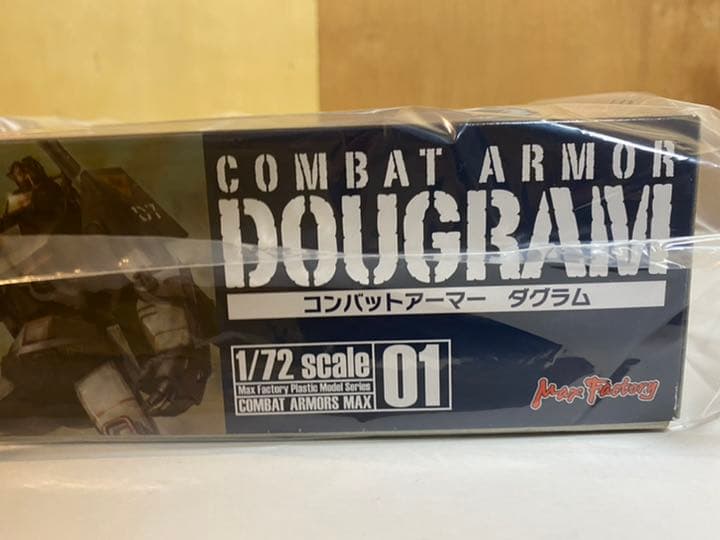 COMBAT ARMOR
DOUGRAM
コンバットアーマー ダグラム
1/72 scale
Max Factory Plastic Model Series
COMBAT ARMORS MAX
01
Max Factory
07